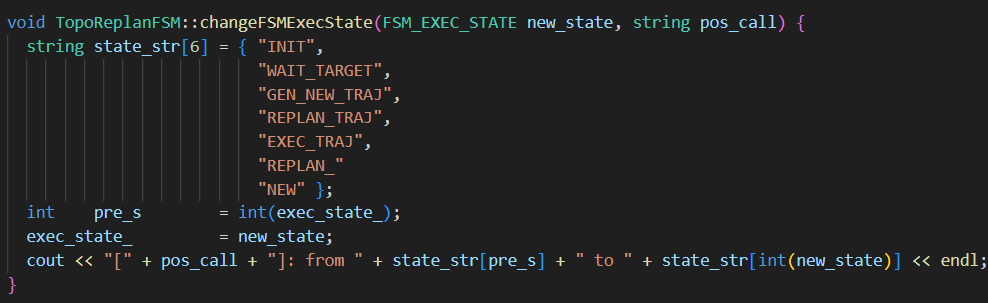 void TopoReplanFSM::changeFSMExecState(FSM_EXEC_STATE new_state, string pos_call) {
  string state_str[6] = { "INIT",
                          "WAIT_TARGET",
                          "GEN_NEW_TRAJ",
                          "REPLAN_TRAJ",
                          "EXEC_TRAJ",
                          "REPLAN_"
                          "NEW" };
  int    pre_s        = int(exec_state_);
  exec_state_         = new_state;
  cout << "[" + pos_call + "]: from " + state_str[pre_s] + " to " + state_str[int(new_state)] << endl;
}